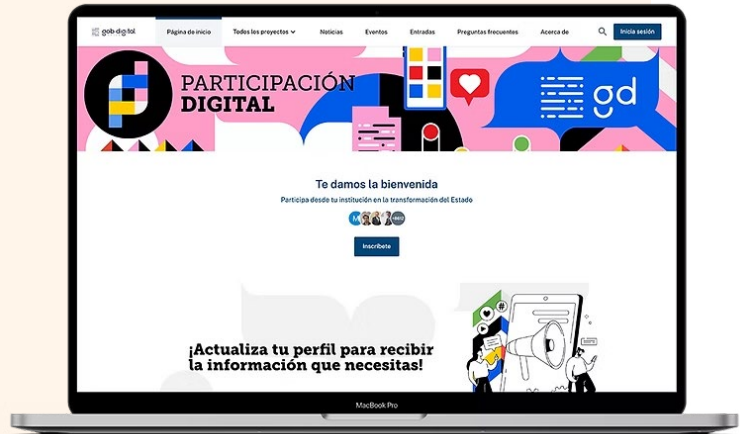 gob·digital
Página de inicio
Todos los proyectos
Noticias
Eventos
Entradas
Preguntas frecuentes
Acerca de
Inicia sesión
PARTICIPACIÓN
DIGITAL
gd
Te damos la bienvenida
Participa desde tu institución en la transformación del Estado
M
Inscríbete
¡Actualiza tu perfil para recibir
la información que necesitas!
MacBook Pro